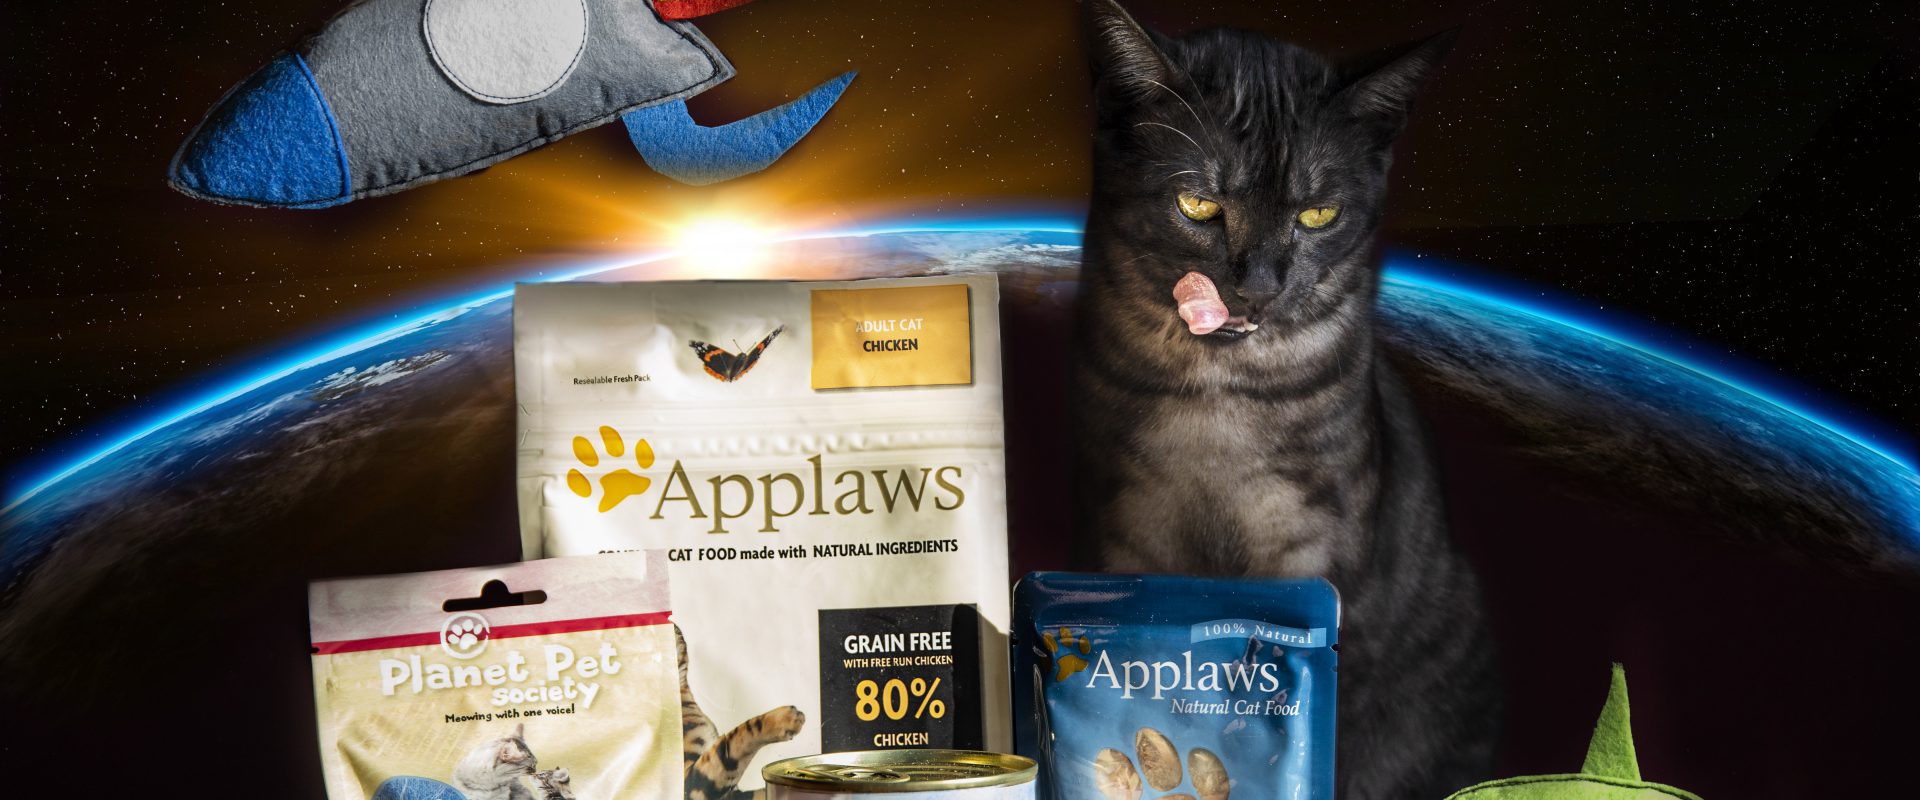 ADULT CAT
CHICKEN
Resealable Fresh Pack
Applaws
CAT FOOD made with NATURAL INGREDIENTS
GRAIN FREE
WITH FREE RUN CHICKEN
80%
CHICKEN
Planet Pet
society
Meowing with one voice!
100% Natural
Applaws
Natural Cat Food